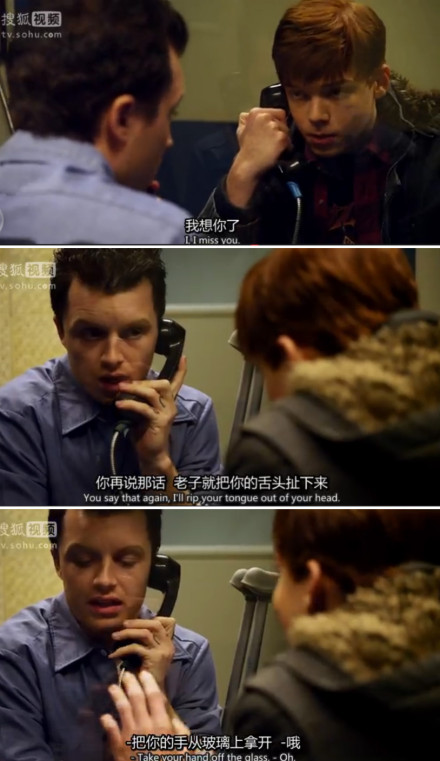 搜狐视频
tv.sohu.com
我想你了
I, I miss you.
搜狐视频
tv.sohu.com
你再说那话 老子就把你的舌头扯下来
You say that again, I'll rip your tongue out of your head.
搜狐视频
tv.sohu.com
-把你的手从玻璃上拿开 -哦
- Take your hand off the glass. - Oh.